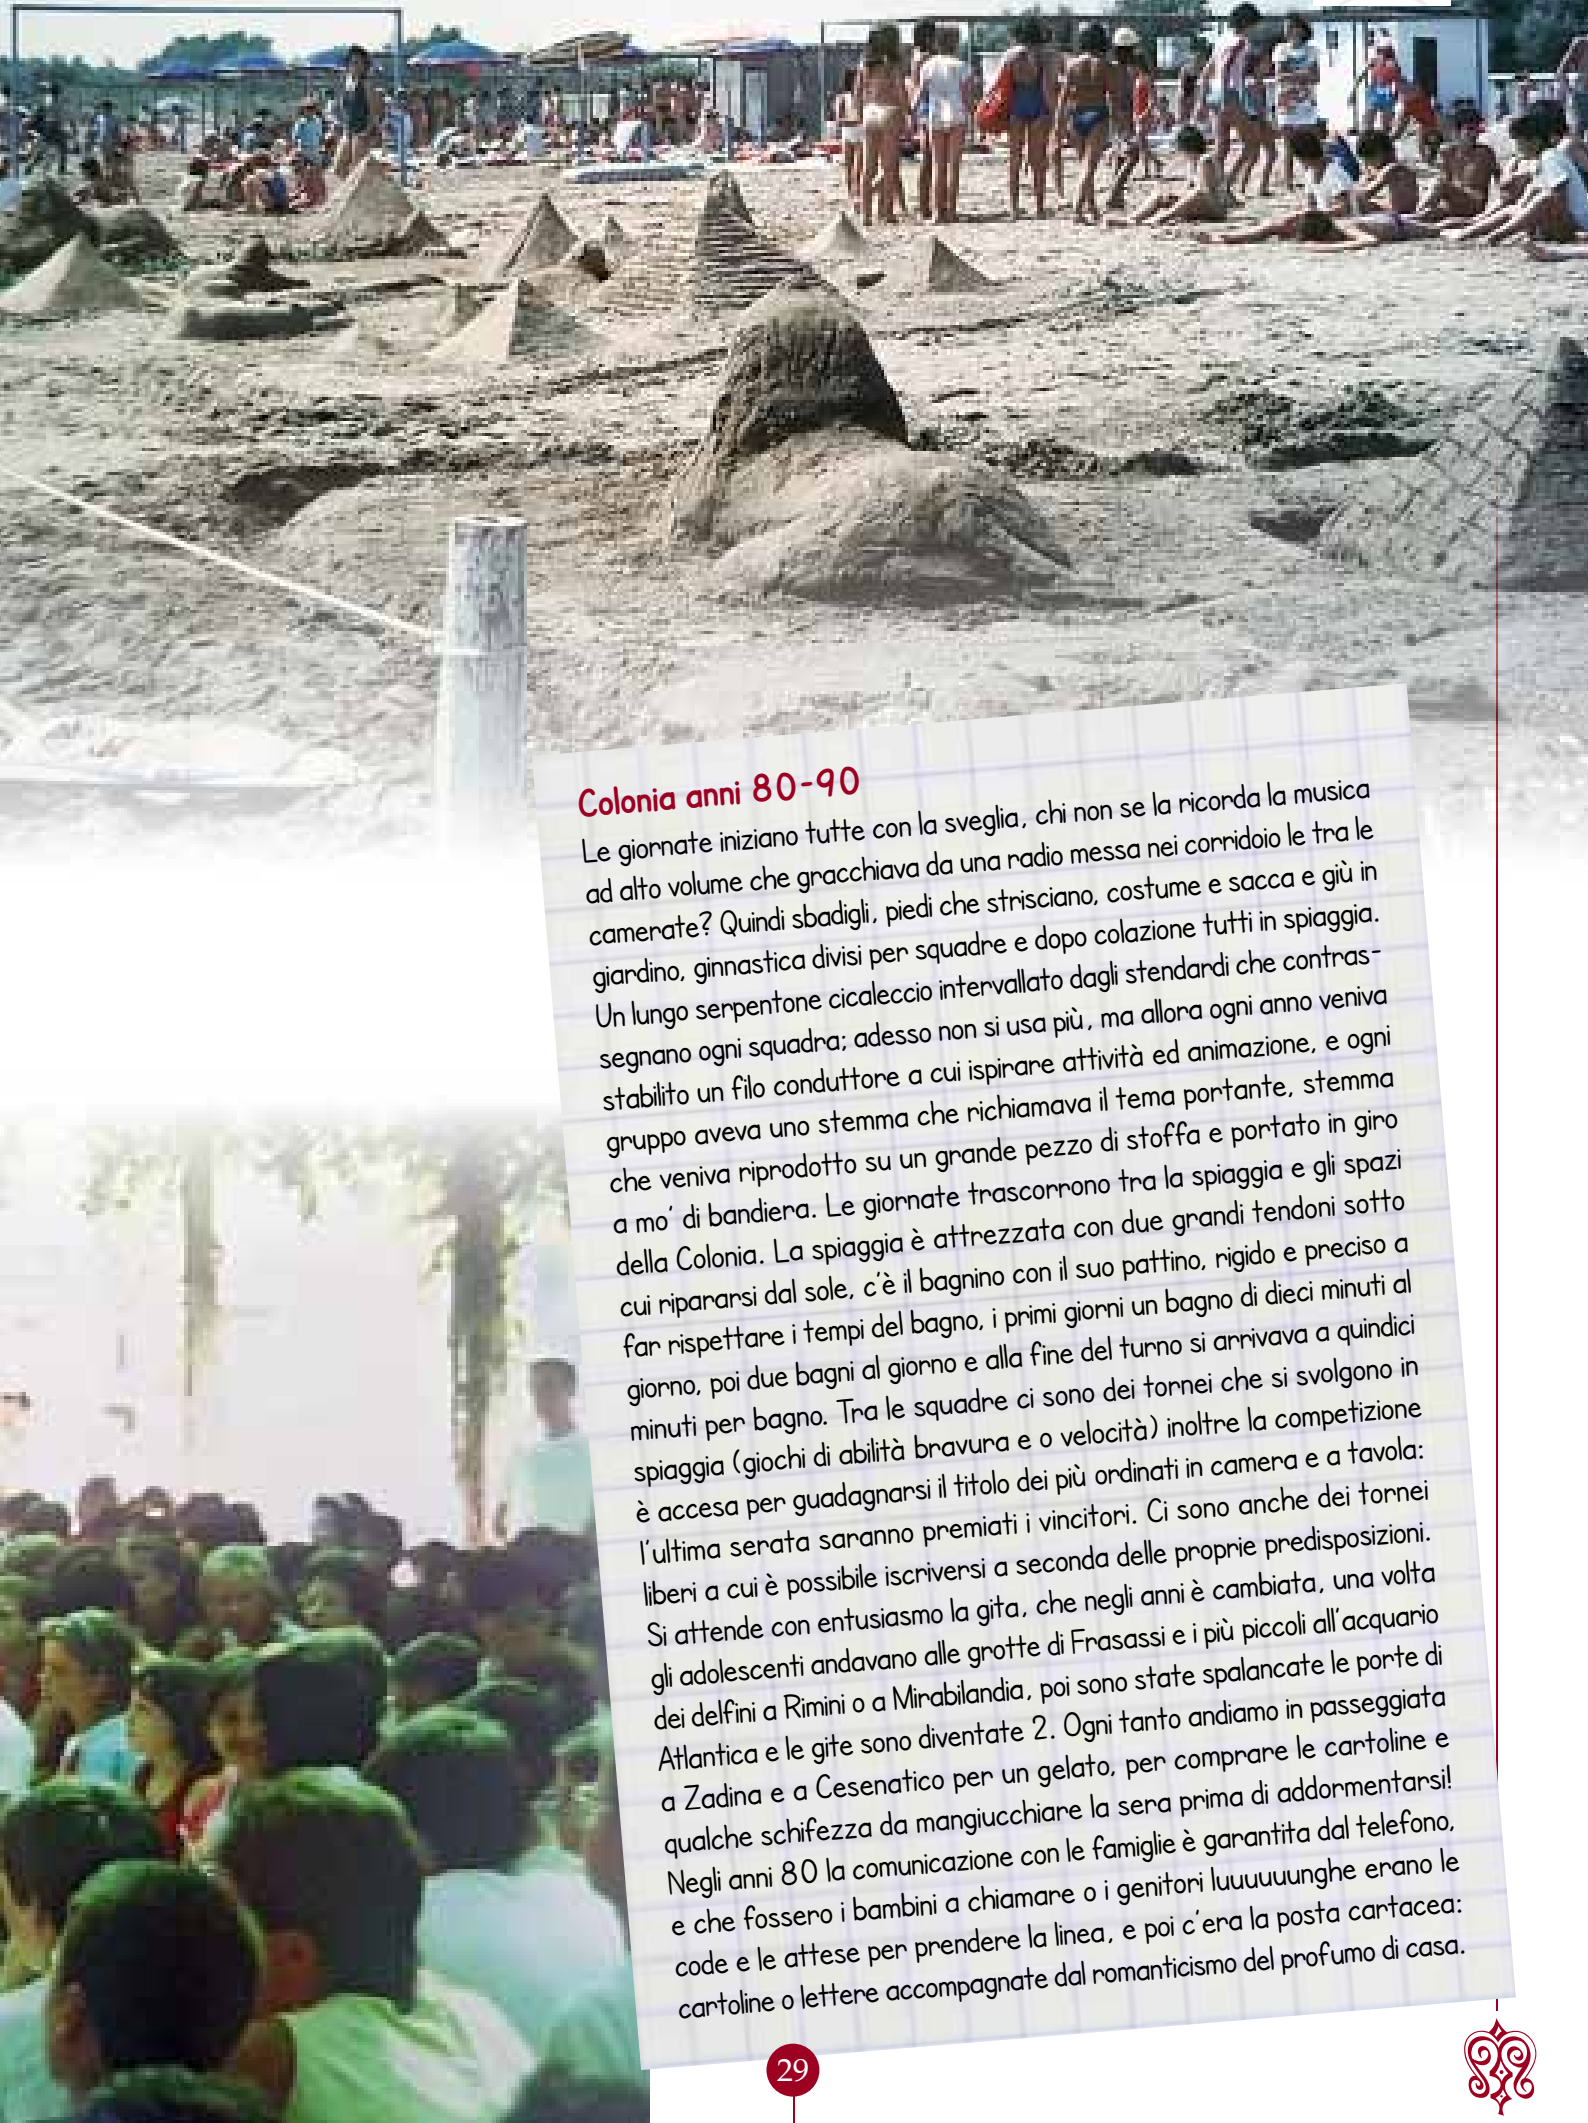 Colonia anni 80-90
Le giornate iniziano tutte con la sveglia, chi non se la ricorda la musica
ad alto volume che gracchiava da una radio messa nei corridoio le tra le
camerate? Quindi sbadigli, piedi che strisciano, costume e sacca e giù in
giardino, ginnastica divisi per squadre e dopo colazione tutti in spiaggia.
Un lungo serpentone cicaleccio intervallato dagli stendardi che contras-
segnano ogni squadra; adesso non si usa più, ma allora ogni anno veniva
stabilito un filo conduttore a cui ispirare attività ed animazione, e ogni
gruppo aveva uno stemma che richiamava il tema portante, stemma
che veniva riprodotto su un grande pezzo di stoffa e portato in giro
a mo' di bandiera. Le giornate trascorrono tra la spiaggia e gli spazi
della Colonia. La spiaggia è attrezzata con due grandi tendoni sotto
cui ripararsi dal sole, c'è il bagnino con il suo pattino, rigido e preciso a
far rispettare i tempi del bagno, i primi giorni un bagno di dieci minuti al
giorno, poi due bagni al giorno e alla fine del turno si arrivava a quindici
minuti per bagno. Tra le squadre ci sono dei tornei che si svolgono in
spiaggia (giochi di abilità bravura e o velocità) inoltre la competizione
è accesa per guadagnarsi il titolo dei più ordinati in camera e a tavola:
l'ultima serata saranno premiati i vincitori. Ci sono anche dei tornei
liberi a cui è possibile iscriversi a seconda delle proprie predisposizioni.
Si attende con entusiasmo la gita, che negli anni è cambiata, una volta
gli adolescenti andavano alle grotte di Frasassi e i più piccoli all'acquario
dei delfini a Rimini o a Mirabilandia, poi sono state spalancate le porte di
Atlantica e le gite sono diventate 2. Ogni tanto andiamo in passeggiata
a Zadina e a Cesenatico per un gelato, per comprare le cartoline e
qualche schifezza da mangiucchiare la sera prima di addormentarsi!
Negli anni 80 la comunicazione con le famiglie è garantita dal telefono,
e che fossero i bambini a chiamare o i genitori luuuuuunghe erano le
code e le attese per prendere la linea, e poi c'era la posta cartacea:
cartoline o lettere accompagnate dal romanticismo del profumo di casa.
29